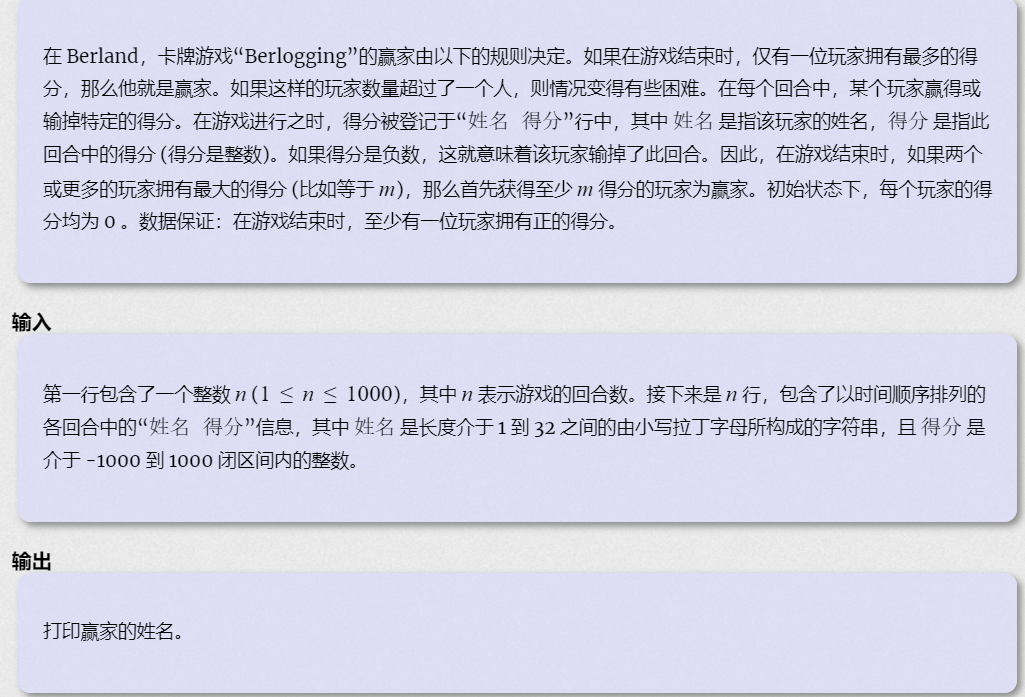 在 Berland，卡牌游戏“Berlogging”的赢家由以下的规则决定。如果在游戏结束时，仅有一位玩家拥有最多的得
分，那么他就是赢家。如果这样的玩家数量超过了一个人，则情况变得有些困难。在每个回合中，某个玩家赢得或
输掉特定的得分。在游戏进行之时，得分被登记于“姓名 得分”行中，其中 姓名 是指该玩家的姓名，得分 是指此
回合中的得分 (得分是整数)。如果得分是负数，这就意味着该玩家输掉了此回合。因此，在游戏结束时，如果两个
或更多的玩家拥有最大的得分 (比如等于 m)，那么首先获得至少 m 得分的玩家为赢家。初始状态下，每个玩家的得
分均为 0 。数据保证：在游戏结束时，至少有一位玩家拥有正的得分。
输入
第一行包含了一个整数 n (1 ≤ n ≤ 1000)，其中 n 表示游戏的回合数。接下来是 n 行，包含了以时间顺序排列的
各回合中的“姓名 得分”信息，其中 姓名 是长度介于 1 到 32 之间的由小写拉丁字母所构成的字符串，且 得分 是
介于 -1000 到 1000 闭区间内的整数。
输出
打印赢家的姓名。